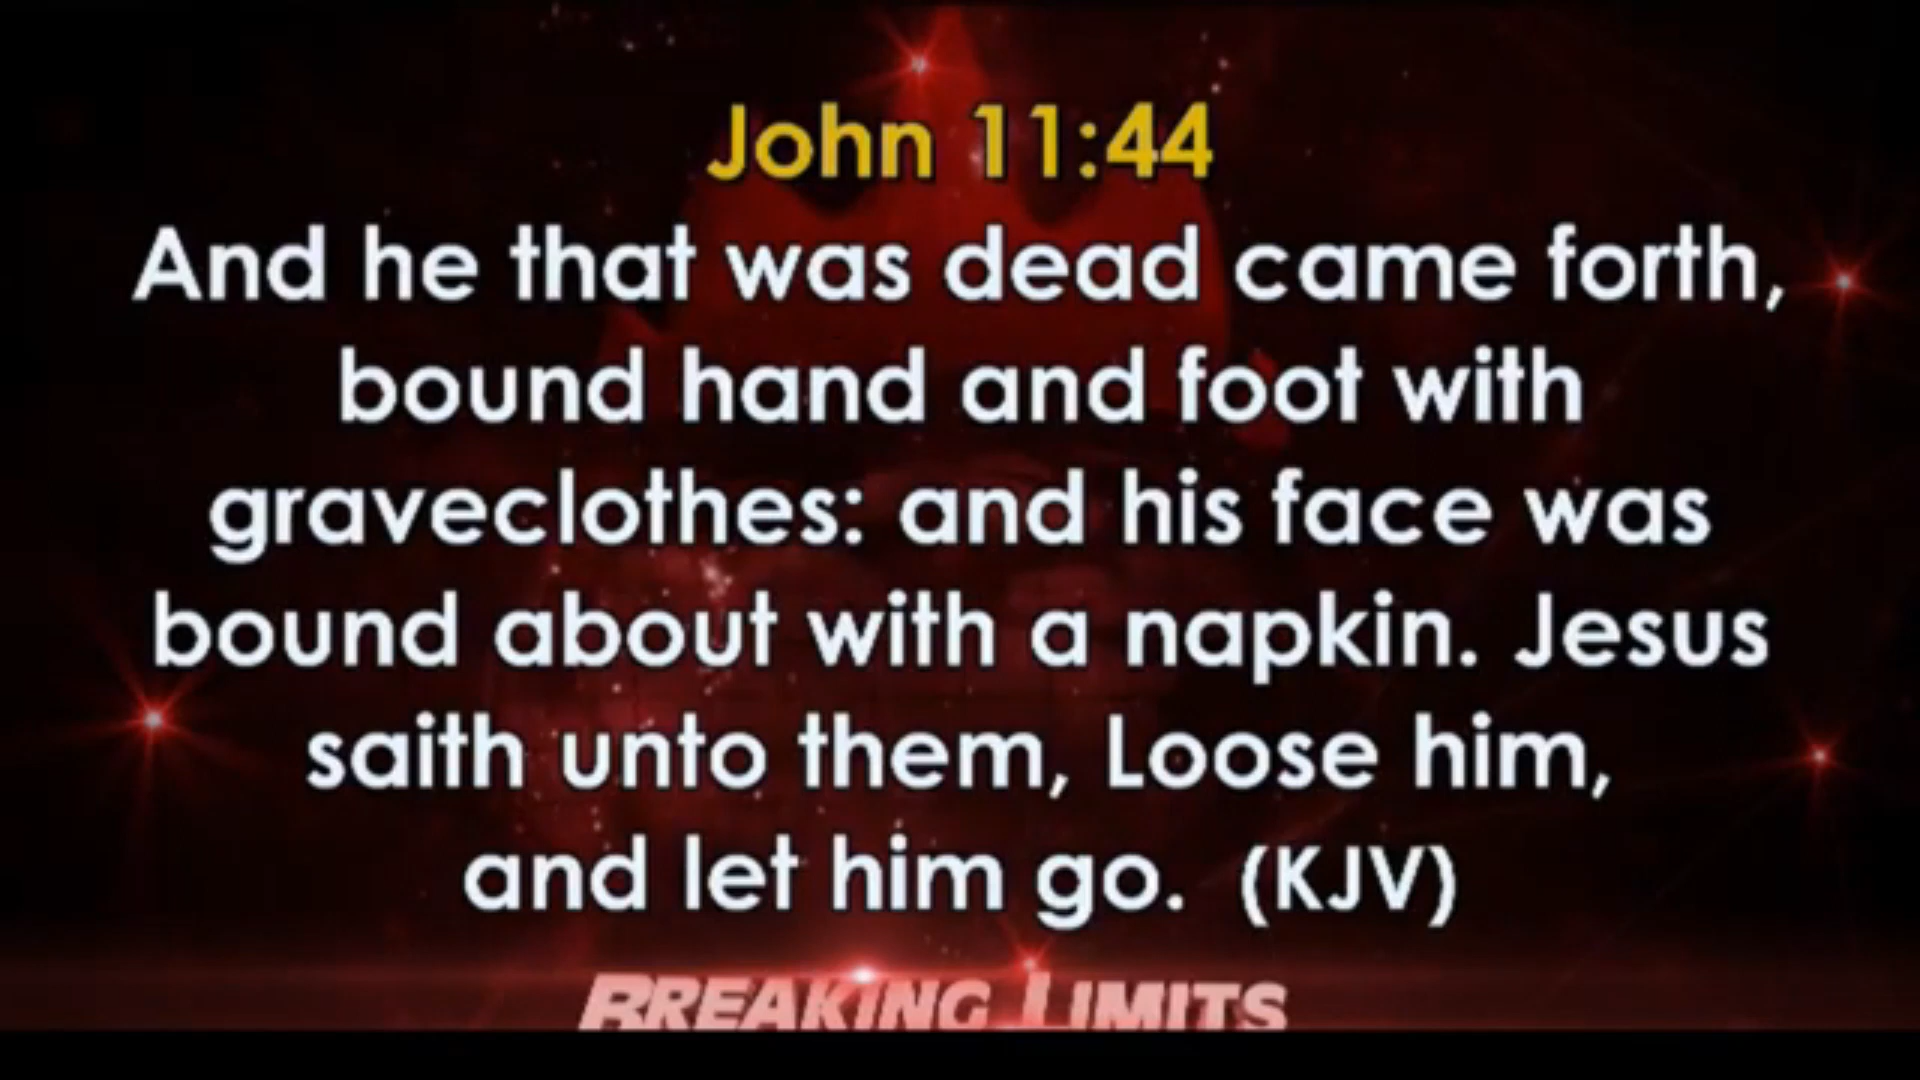 John 11:44
And he that was dead came forth,
bound hand and foot with
graveclothes: and his face was
bound about with a napkin. Jesus
saith unto them, Loose him,
and let him go.  (KJV)
BREAKING LIMITS